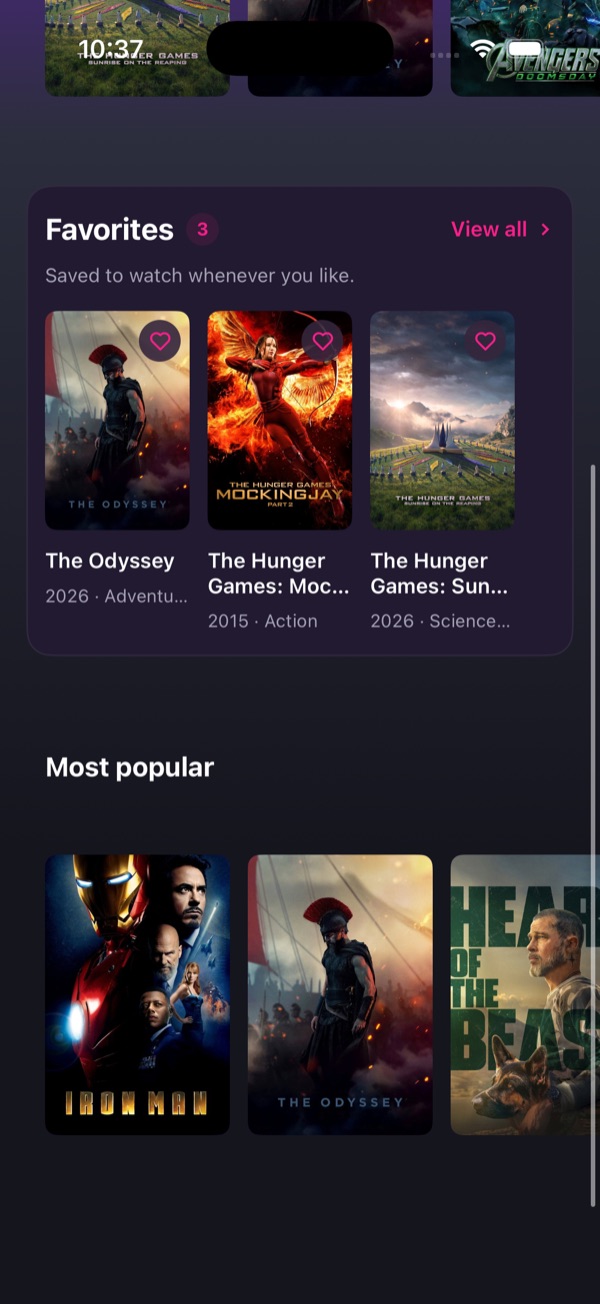 10:37
THE HUNGER GAMES
SUNRISE ON THE REAPING
Y
AVENGERS
DOOMSDAY
Favorites 3 View all >
Saved to watch whenever you like.
THE ODYSSEY
THE HUNGER GAMES
MOCKINGJAY
PART 2
THE HUNGER GAMES
SUNRISE ON THE REAPING
The Odyssey
2026 · Adventu...
The Hunger
Games: Moc...
2015 · Action
The Hunger
Games: Sun...
2026 · Science...
Most popular
IRON MAN
THE ODYSSEY
HEAR
OF
THE
BEAS